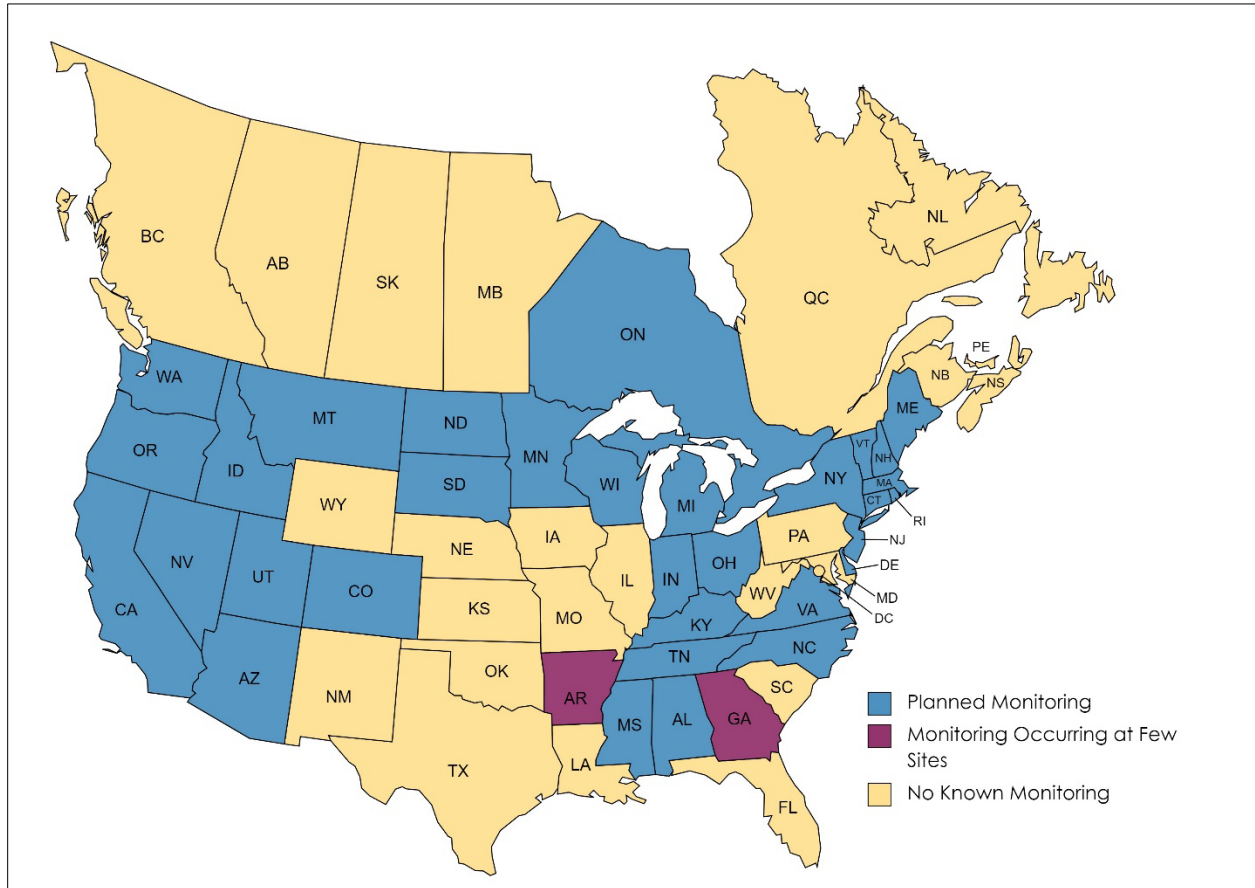 BC
AB
SK
MB
ON
QC
NL
PE
NB
NS
WA
MT
ND
MN
OR
ID
SD
WI
MI
NY
VT
NH
ME
MA
CT
RI
WY
NE
IA
PA
NJ
NV
UT
CO
IL
IN
OH
DE
CA
KS
MO
WV
MD
DC
KY
VA
AZ
NM
OK
AR
TN
NC
SC
TX
LA
MS
AL
GA
FL
Planned Monitoring
Monitoring Occurring at Few
Sites
No Known Monitoring